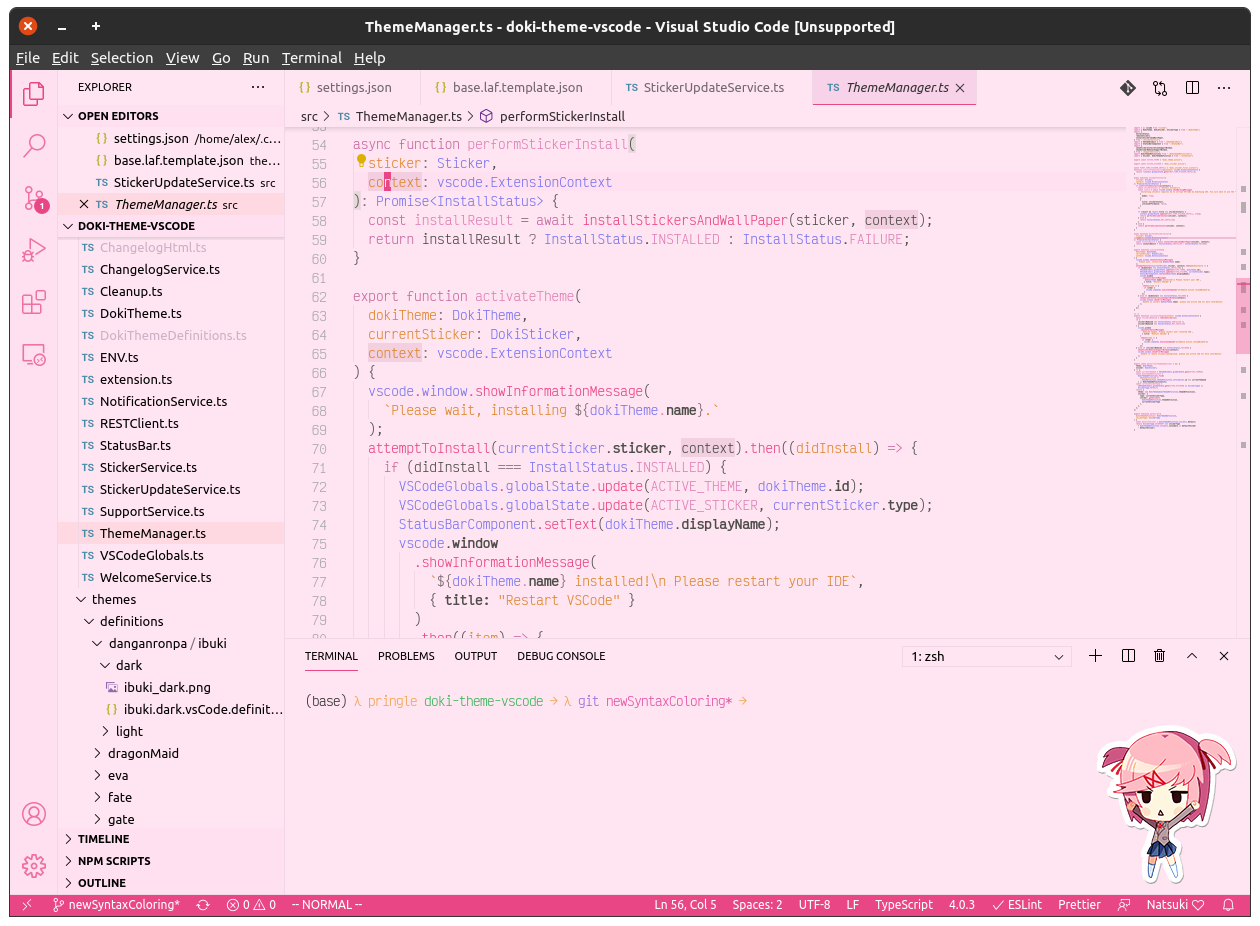 ThemeManager.ts - doki-theme-vscode - Visual Studio Code [Unsupported]
File Edit Selection View Go Run Terminal Help
EXPLORER
OPEN EDITORS
{} settings.json /home/alex/.c...
{} base.laf.template.json the...
TS StickerUpdateService.ts src
TS ThemeManager.ts src
DOKI-THEME-VSCODE
TS ChangelogHtml.ts
TS ChangelogService.ts
TS Cleanup.ts
TS DokiTheme.ts
TS DokiThemeDefinitions.ts
TS ENV.ts
TS extension.ts
TS NotificationService.ts
TS RESTClient.ts
TS StatusBar.ts
TS StickerService.ts
TS StickerUpdateService.ts
TS SupportService.ts
TS ThemeManager.ts
TS VSCodeGlobals.ts
TS WelcomeService.ts
themes
definitions
danganronpa / ibuki
dark
ibuki_dark.png
{} ibuki.dark.vsCode.definit...
light
dragonMaid
eva
fate
gate
TIMELINE
NPM SCRIPTS
OUTLINE
1
{} settings.json {} base.laf.template.json TS StickerUpdateService.ts TS ThemeManager.ts
src > TS ThemeManager.ts > performStickerInstall
54 async function performStickerInstall(
55 sticker: Sticker,
56 context: vscode.ExtensionContext
57 ): Promise<InstallStatus> {
58 const installResult = await installStickersAndWallPaper(sticker, context);
59 return installResult ? InstallStatus.INSTALLED : InstallStatus.FAILURE;
60 }
61
62 export function activateTheme(
63 dokiTheme: DokiTheme,
64 currentSticker: DokiSticker,
65 context: vscode.ExtensionContext
66 ) {
67 vscode.window.showInformationMessage(
68 `Please wait, installing ${dokiTheme.name}.`
69 );
70 attemptToInstall(currentSticker.sticker, context).then((didInstall) => {
71 if (didInstall === InstallStatus.INSTALLED) {
72 VSCodeGlobals.globalState.update(ACTIVE_THEME, dokiTheme.id);
73 VSCodeGlobals.globalState.update(ACTIVE_STICKER, currentSticker.type);
74 StatusBarComponent.setText(dokiTheme.displayName);
75 vscode.window
76 .showInformationMessage(
77 `${dokiTheme.name} installed!\n Please restart your IDE`,
78 { title: "Restart VSCode" }
79 )
80 .then((item) => {
TERMINAL PROBLEMS OUTPUT DEBUG CONSOLE 1: zsh
(base) λ pringle doki-theme-vscode → λ git newSyntaxColoring* →
newSyntaxColoring* 0 0 -- NORMAL -- Ln 56, Col 5 Spaces: 2 UTF-8 LF TypeScript 4.0.3 ESLint Prettier Natsuki ♡